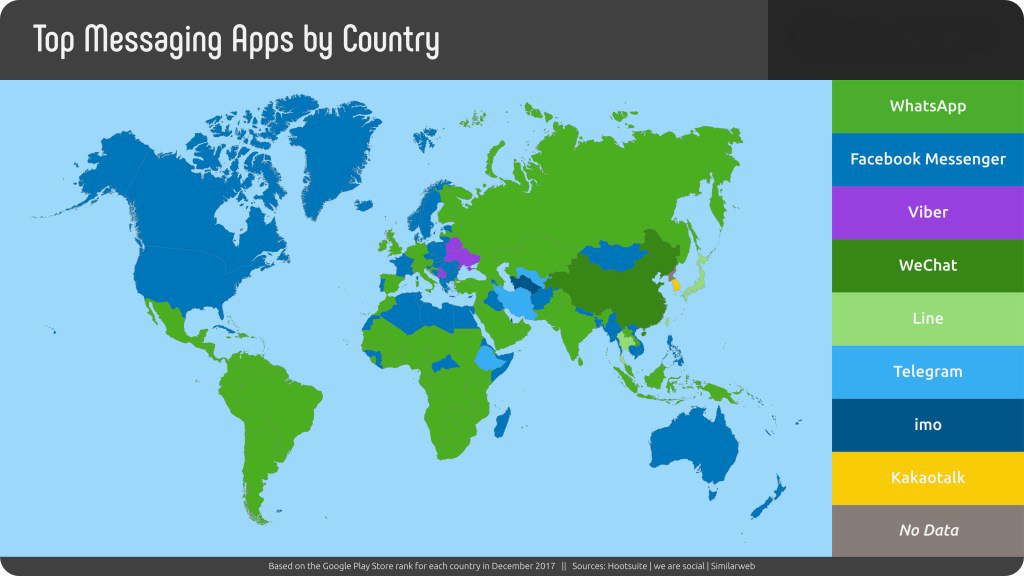 Top Messaging Apps by Country
WhatsApp
Facebook Messenger
Viber
WeChat
Line
Telegram
imo
Kakaotalk
No Data
Based on the Google Play Store rank for each country in December 2017 || Sources: Hootsuite | we are social | Similarweb